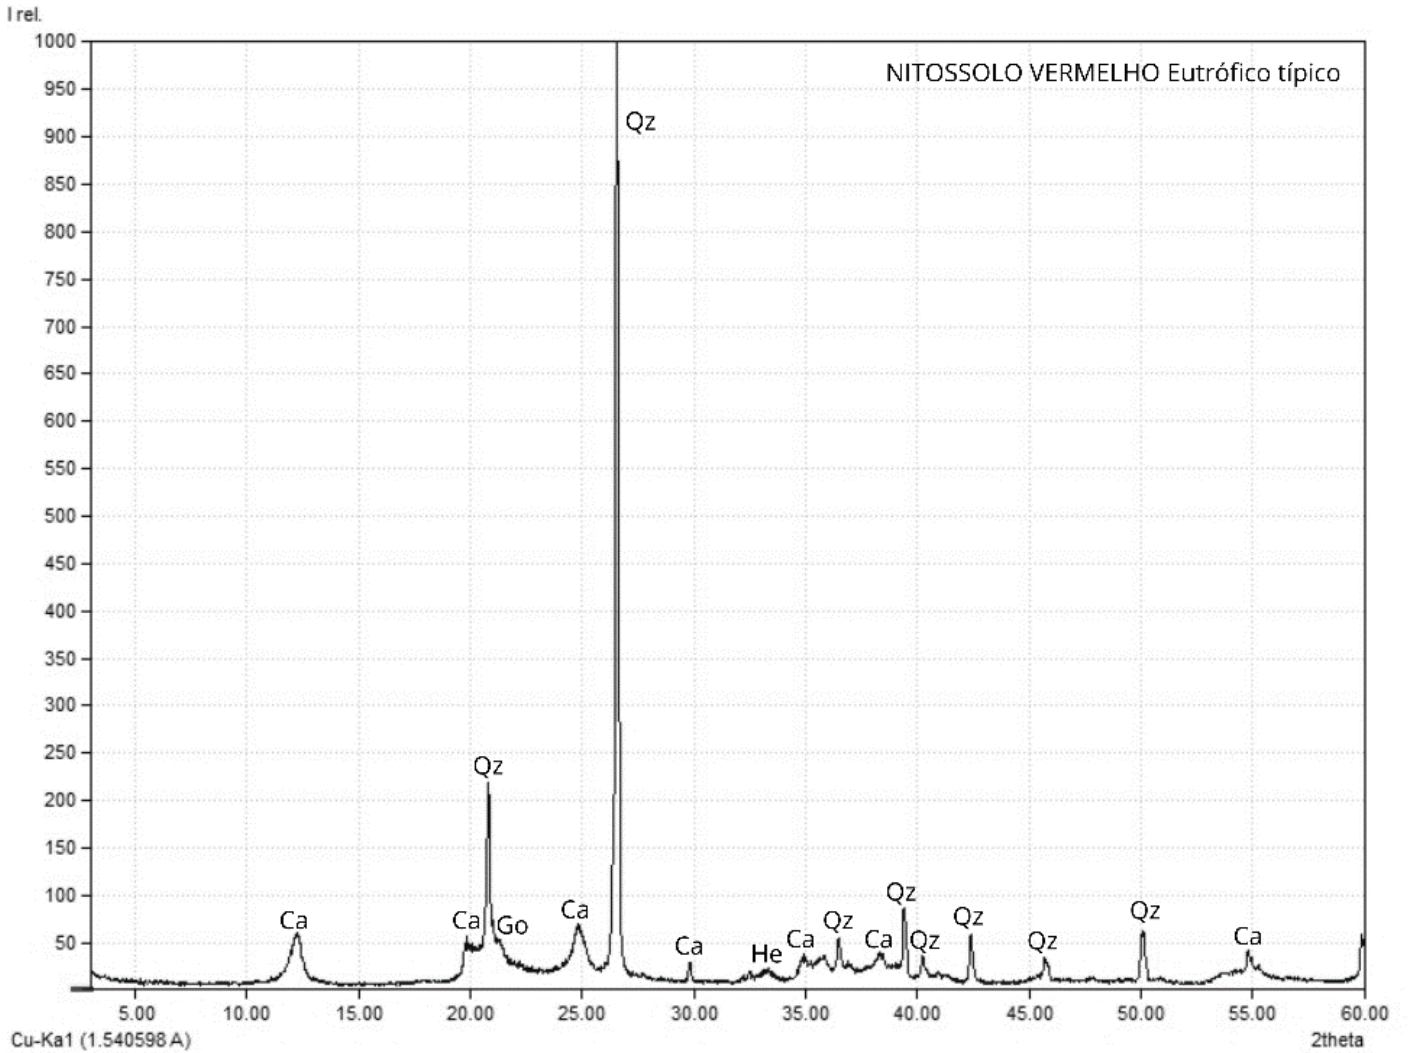 I rel.
1000
NITOSSOLO VERMELHO Eutrófico típico
950
900
Qz
850
800
750
700
650
600
550
500
450
400
350
300
250
Qz
200
150
100
Ca
Ca
Go
Ca
Ca
He
Ca
Qz
Ca
Qz
Qz
Qz
Qz
Qz
Ca
50
5.00 10.00 15.00 20.00 25.00 30.00 35.00 40.00 45.00 50.00 55.00 60.00
Cu-Ka1 (1.540598 A) 2theta